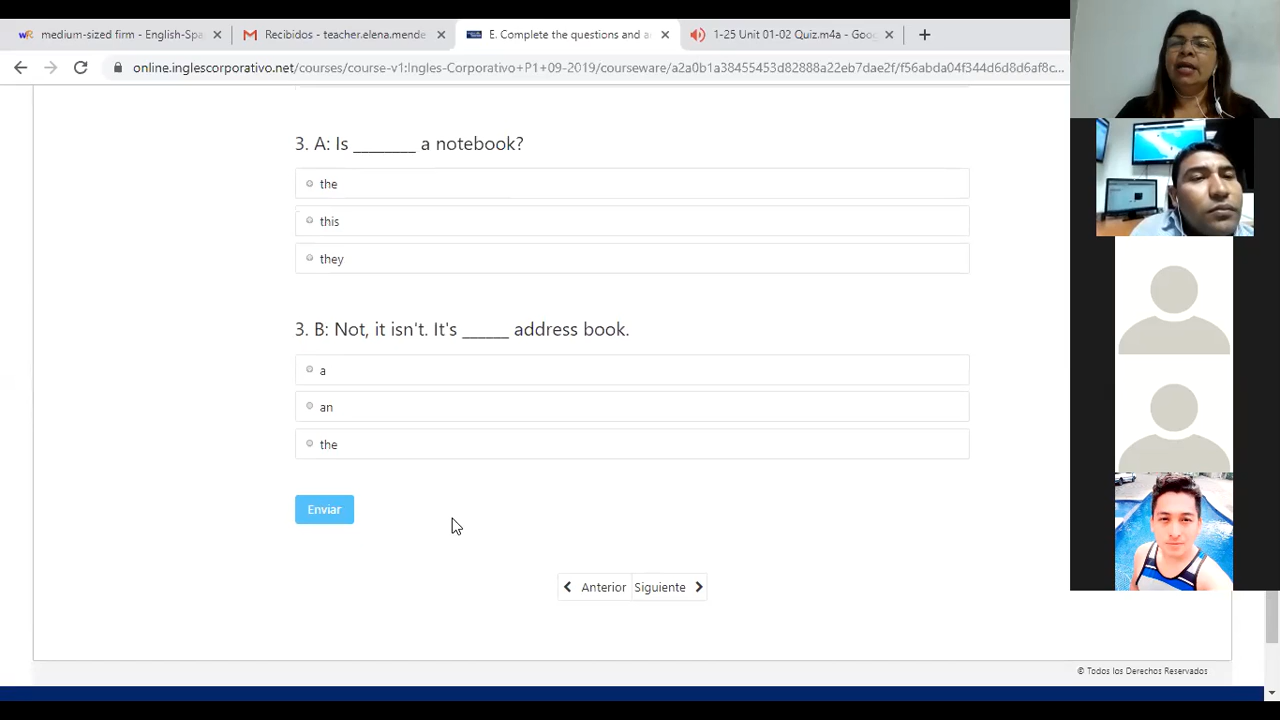 medium-sized firm - English-Spa
Recibidos - teacher.elena.mende
E. Complete the questions and a
1-25 Unit 01-02 Quiz.m4a - Goo
online.inglescorporativo.net/courses/course-v1:Ingles-Corporativo+P1+09-2019/courseware/a2a0b1a38455453d82888a22eb7dae2f/f56abda04f344d6d8d6af8c...
3. A: Is ________ a notebook?
the
this
they
3. B: Not, it isn't. It's ______ address book.
a
an
the
Enviar
Anterior Siguiente
© Todos los Derechos Reservados